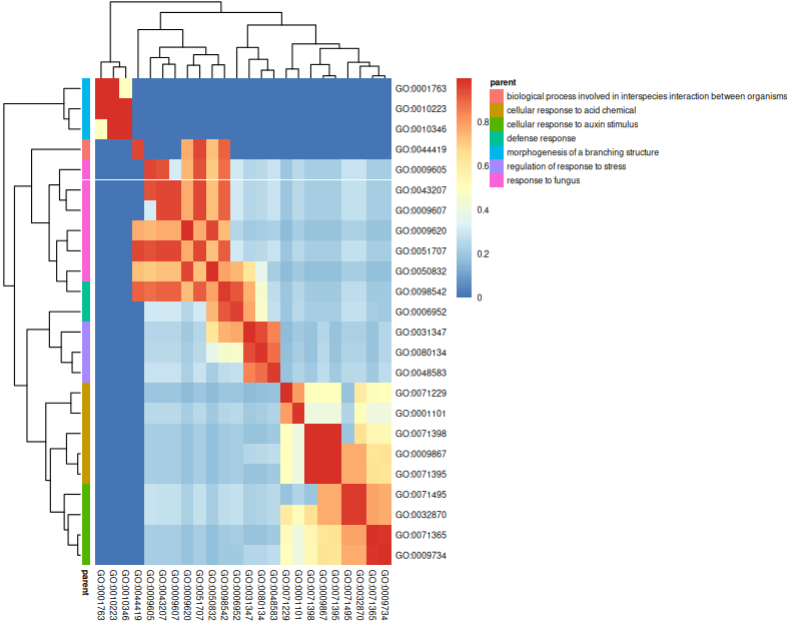 parent
biological process involved in interspecies interaction between organisms
cellular response to acid chemical
cellular response to auxin stimulus
defense response
morphogenesis of a branching structure
regulation of response to stress
response to fungus
0.8
0.6
0.4
0.2
0
GO:0001763
GO:0010223
GO:0010346
GO:0044419
GO:0009605
GO:0043207
GO:0009607
GO:0009620
GO:0051707
GO:0050832
GO:0098542
GO:0006952
GO:0031347
GO:0080134
GO:0048583
GO:0071229
GO:0001101
GO:0071398
GO:0009867
GO:0071395
GO:0071495
GO:0032870
GO:0071365
GO:0009734
parent
GO:0001763
GO:0010223
GO:0010346
GO:0044419
GO:0009605
GO:0043207
GO:0009607
GO:0009620
GO:0051707
GO:0050832
GO:0098542
GO:0006952
GO:0031347
GO:0080134
GO:0048583
GO:0071229
GO:0001101
GO:0071398
GO:0009867
GO:0071395
GO:0071495
GO:0032870
GO:0071365
GO:0009734